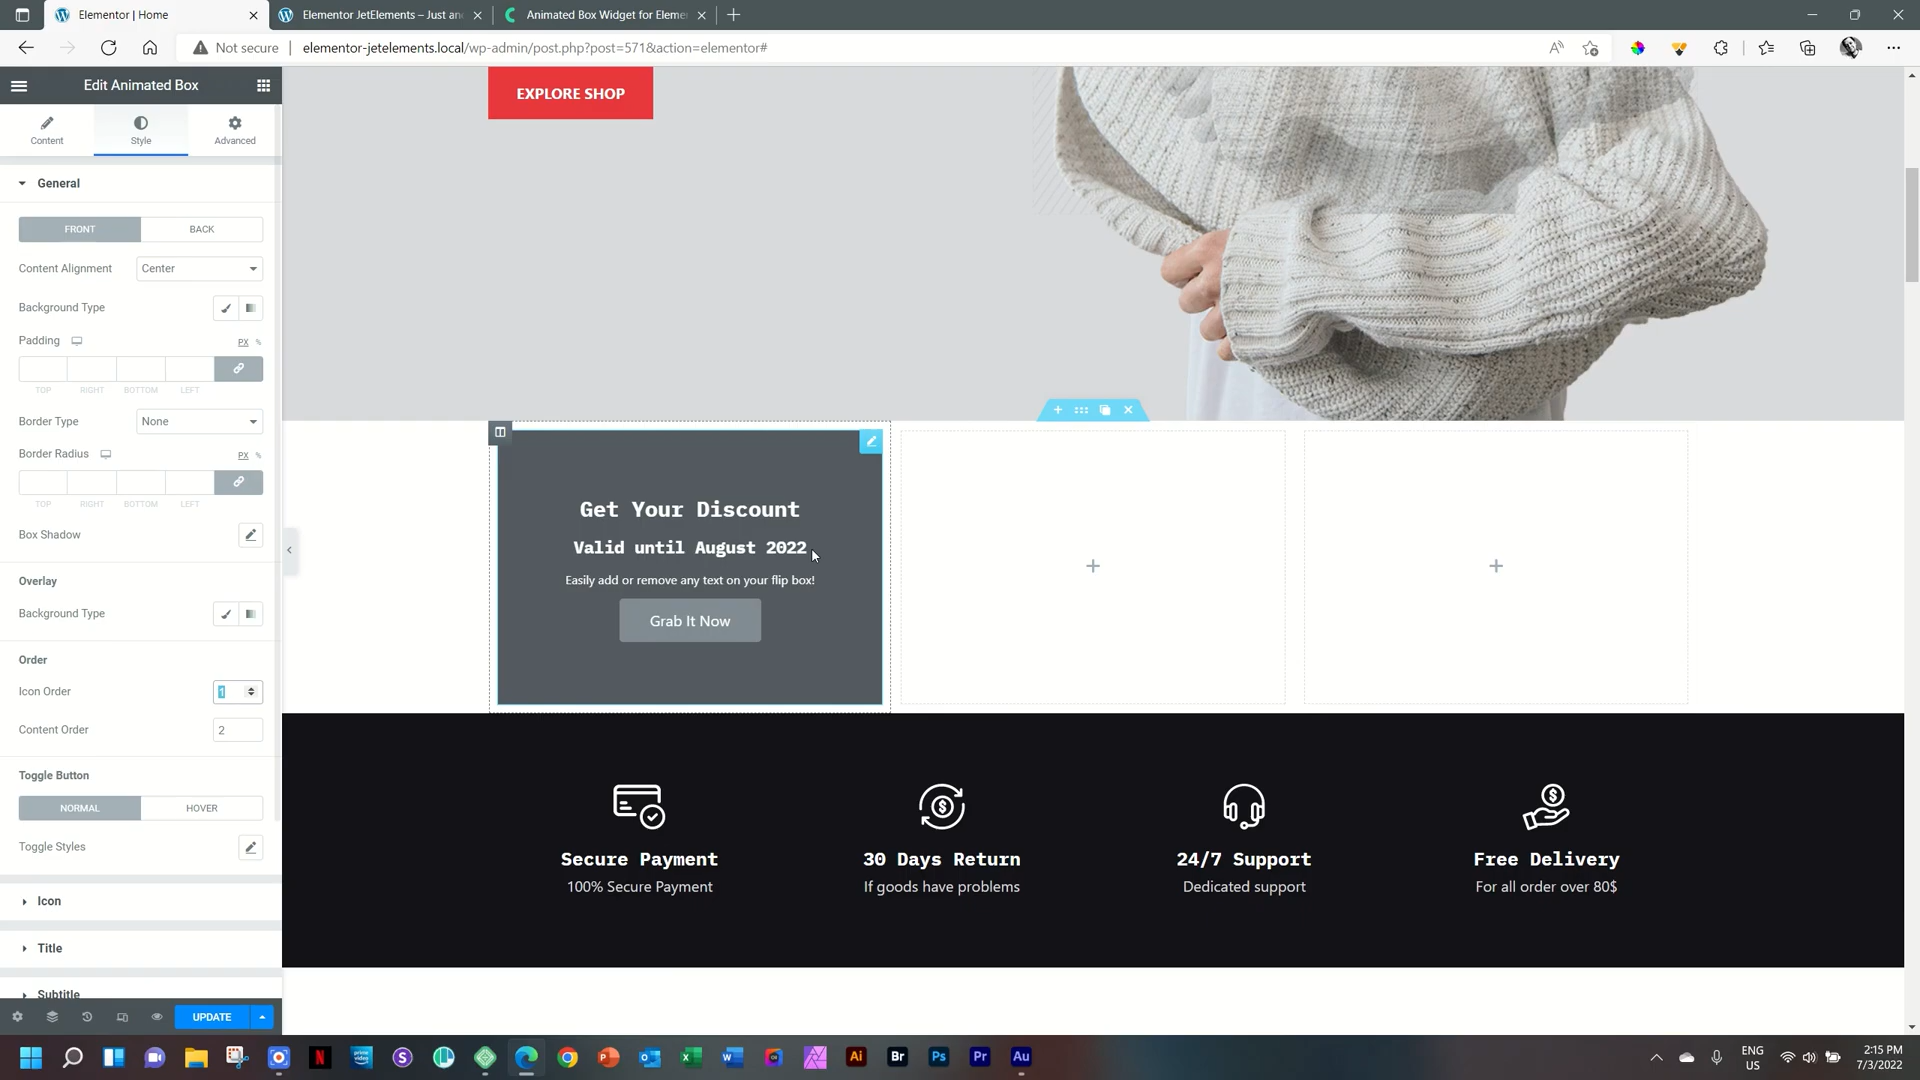 Elementor | Home
Elementor JetElements – Just an
Animated Box Widget for Eleme
Not secure
elementor-jetelements.local/wp-admin/post.php?post=571&action=elementor#
Edit Animated Box
Content
Style
Advanced
General
FRONT
BACK
Content Alignment
Center
Background Type
Padding
PX
%
TOP
RIGHT
BOTTOM
LEFT
Border Type
None
Border Radius
PX
%
TOP
RIGHT
BOTTOM
LEFT
Box Shadow
Overlay
Background Type
Order
Icon Order
1
Content Order
2
Toggle Button
NORMAL
HOVER
Toggle Styles
Icon
Title
Subtitle
UPDATE
EXPLORE SHOP
Get Your Discount
Valid until August 2022
Easily add or remove any text on your flip box!
Grab It Now
Secure Payment
100% Secure Payment
30 Days Return
If goods have problems
24/7 Support
Dedicated support
Free Delivery
For all order over 80$
ENG
US
2:15 PM
7/3/2022